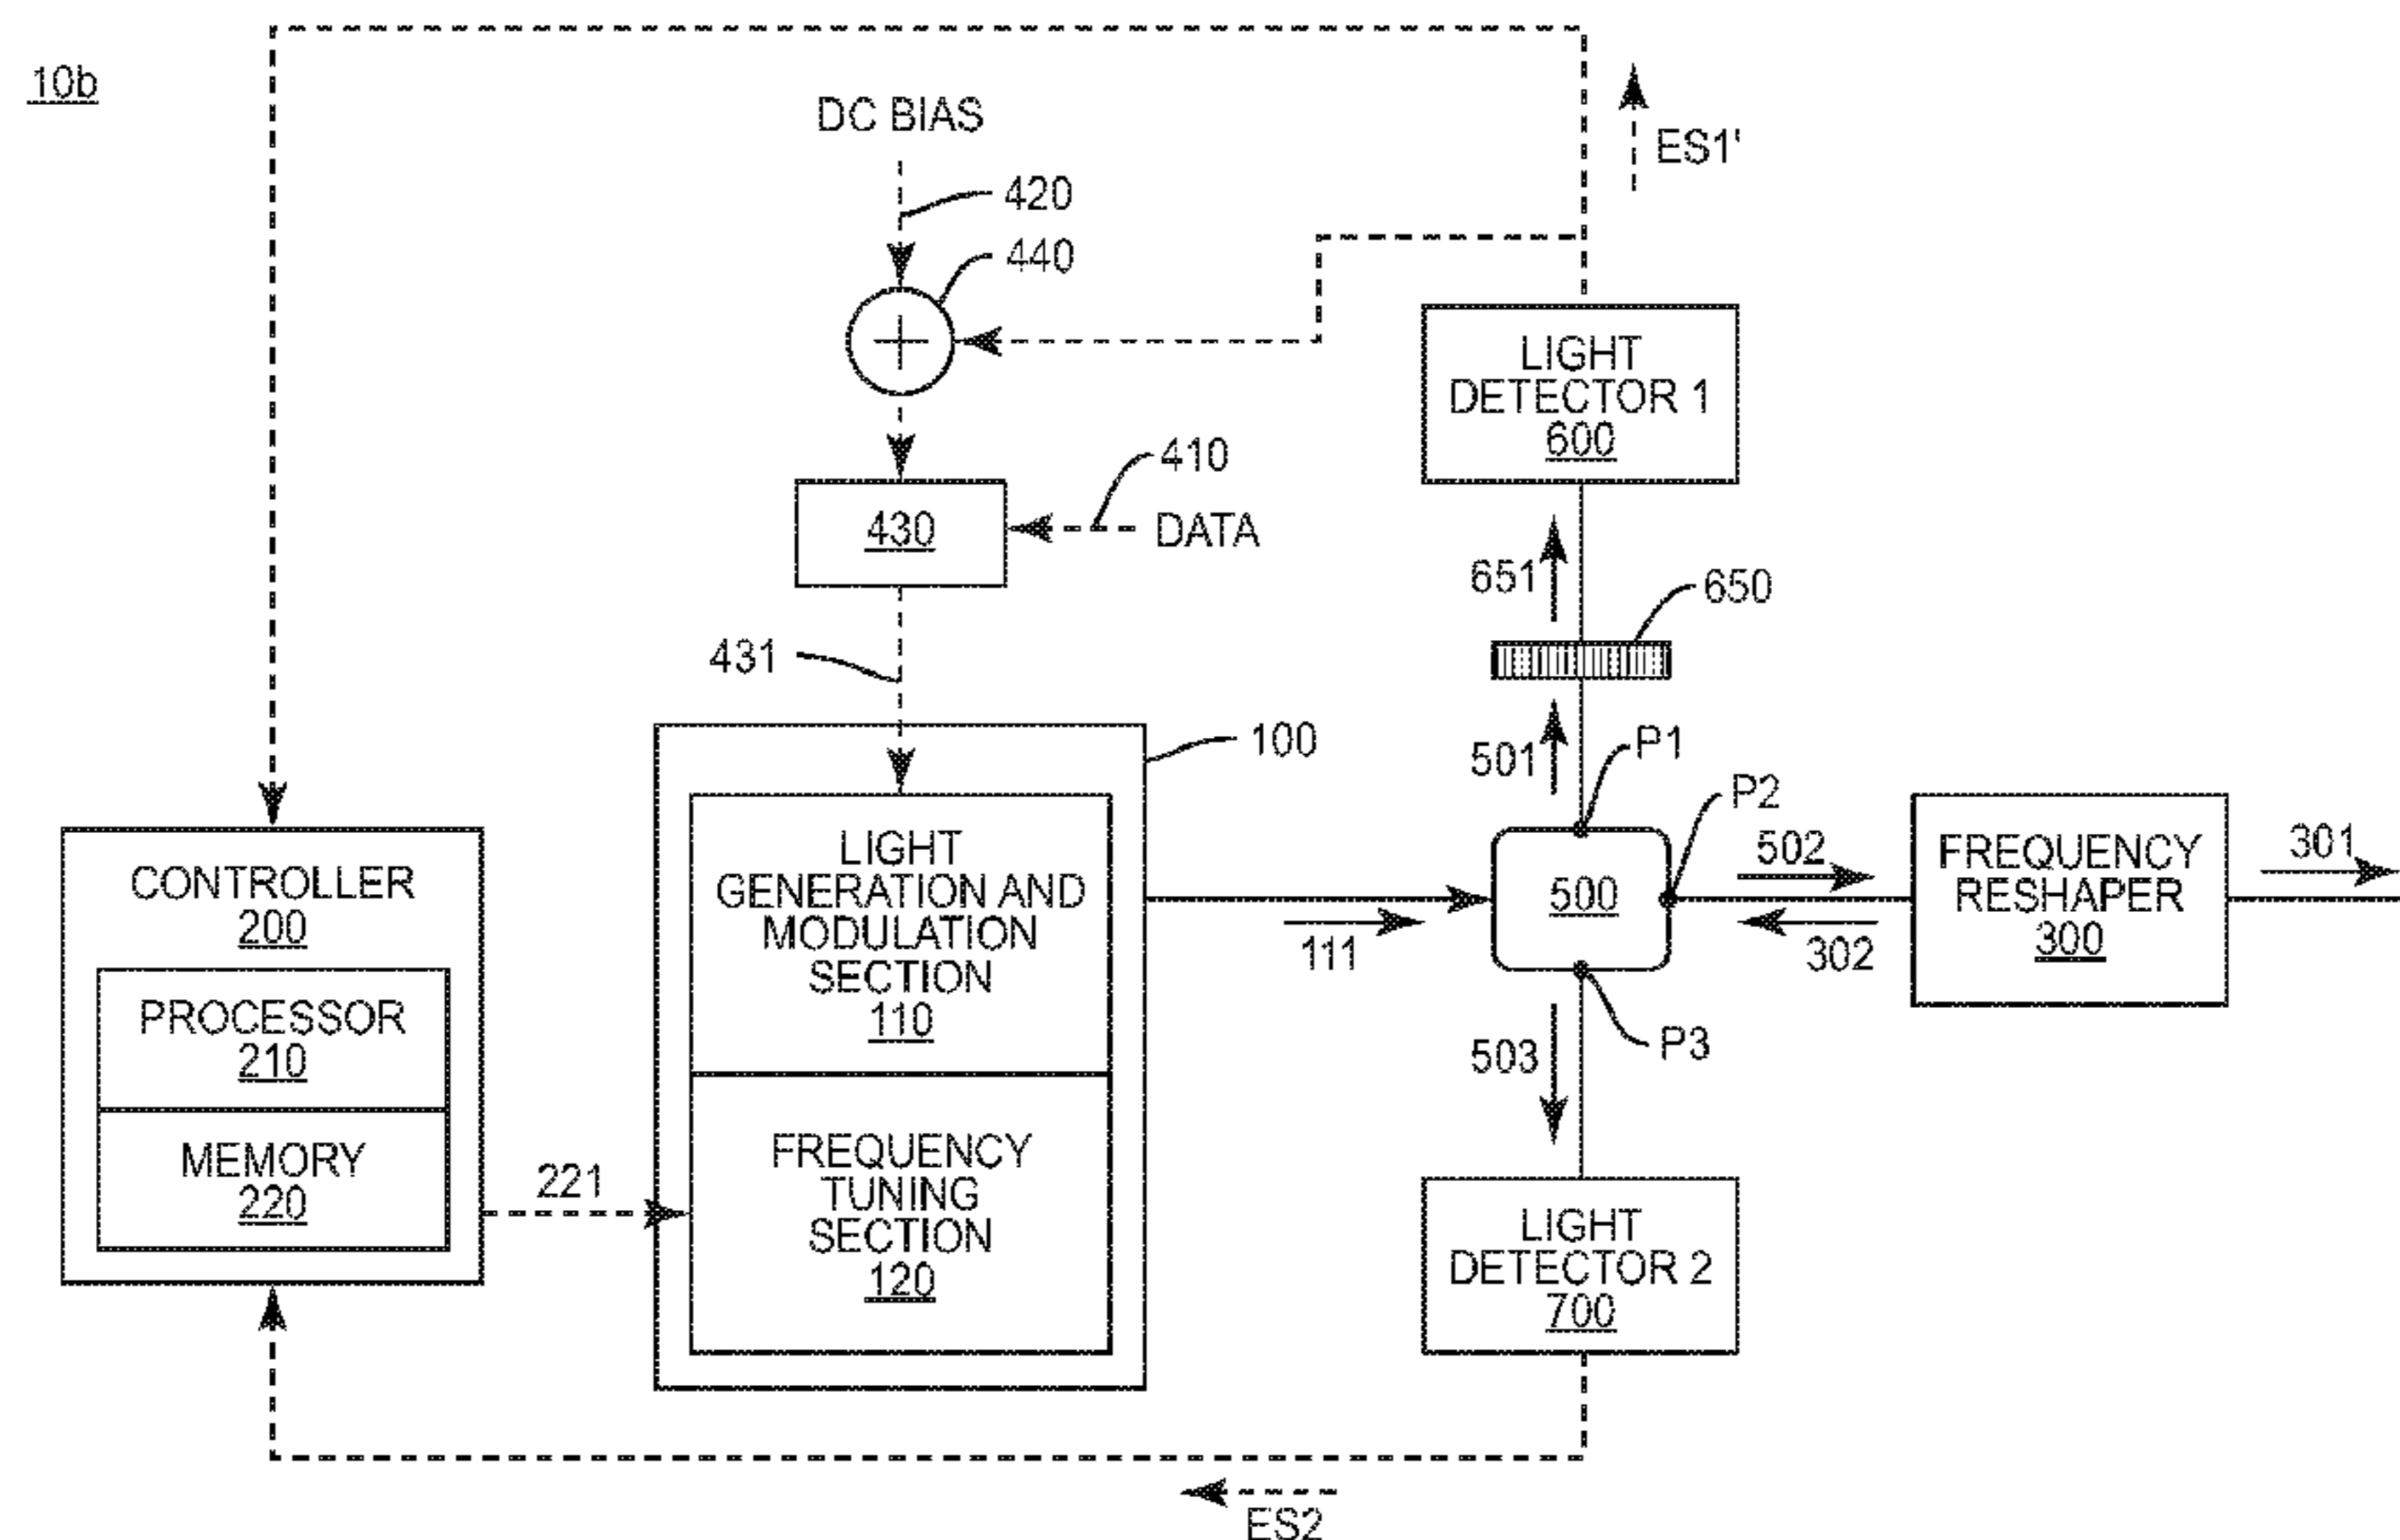 10b
DC BIAS
ES1'
420
440
LIGHT
DETECTOR 1
600
410
430
DATA
651
650
431
100
501
P1
P2
LIGHT
GENERATION AND
MODULATION
SECTION
110
CONTROLLER
200
500
502
FREQUENCY
RESHAPER
300
301
111
302
PROCESSOR
210
503
P3
MEMORY
220
221
FREQUENCY
TUNING
SECTION
120
LIGHT
DETECTOR 2
700
ES2